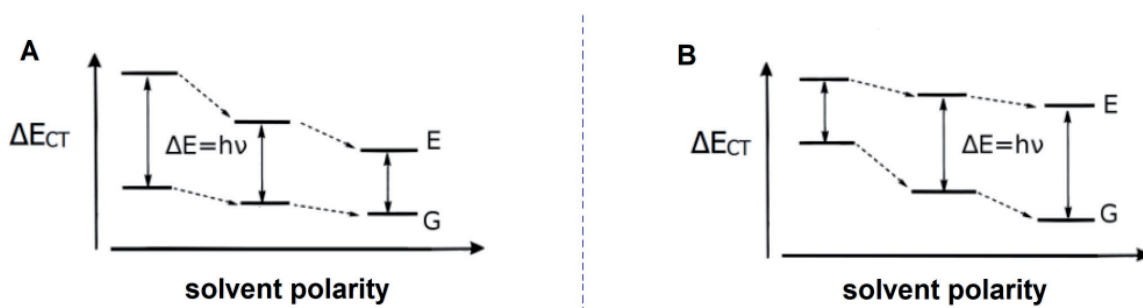 A
ΔECT
ΔE=hν
E
G
solvent polarity
B
ΔECT
ΔE=hν
E
G
solvent polarity